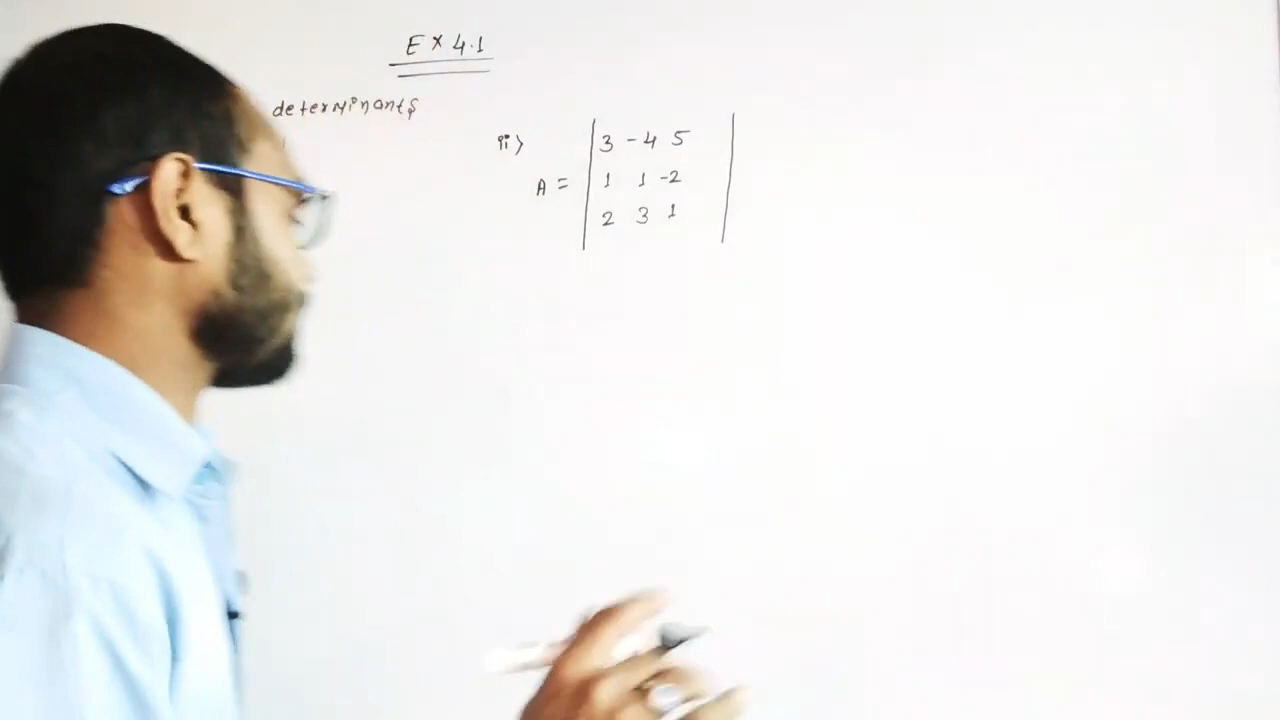 Ex 4.1
determinants
ii>
3 -4 5
A = 1 1 -2
2 3 1